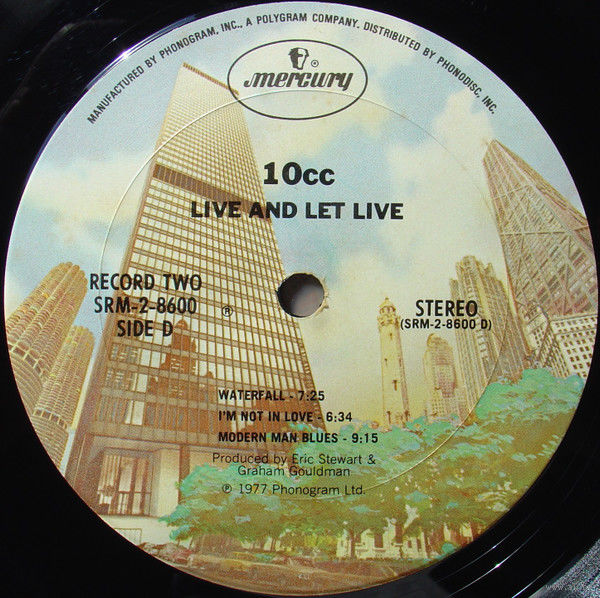 MANUFACTURED BY PHONOGRAM, INC., A POLYGRAM COMPANY. DISTRIBUTED BY PHONODISC, INC.
®
mercury
10cc
LIVE AND LET LIVE
RECORD TWO
SRM-2-8600
SIDE D
®
STEREO
(SRM-2-8600 D)
WATERFALL - 7:25
I'M NOT IN LOVE - 6:34
MODERN MAN BLUES - 9:15
Produced by Eric Stewart &
Graham Gouldman
℗ 1977 Phonogram Ltd.